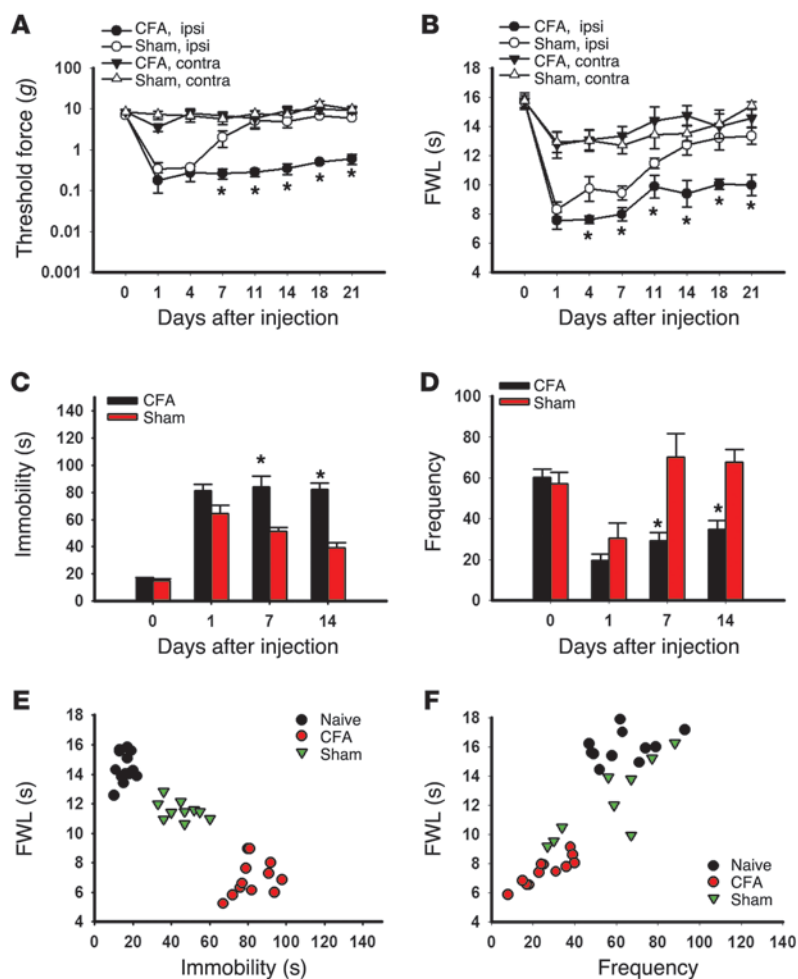 A
CFA, ipsi
Sham, ipsi
CFA, contra
Sham, contra
Threshold force (g)
100
10
1
0.1
0.01
0.001
* * * * *
0 1 4 7 11 14 18 21
Days after injection
B
CFA, ipsi
Sham, ipsi
CFA, contra
Sham, contra
FWL (s)
16
14
12
10
8
6
4
* * * * * *
0 1 4 7 11 14 18 21
Days after injection
C
CFA
Sham
Immobility (s)
140
120
100
80
60
40
20
0
* *
0 1 7 14
Days after injection
D
CFA
Sham
Frequency
100
80
60
40
20
0
* *
0 1 7 14
Days after injection
E
Naive
CFA
Sham
FWL (s)
18
16
14
12
10
8
6
4
0 20 40 60 80 100 120 140
Immobility (s)
F
Naive
CFA
Sham
FWL (s)
18
16
14
12
10
8
6
4
0 20 40 60 80 100 120 140
Frequency